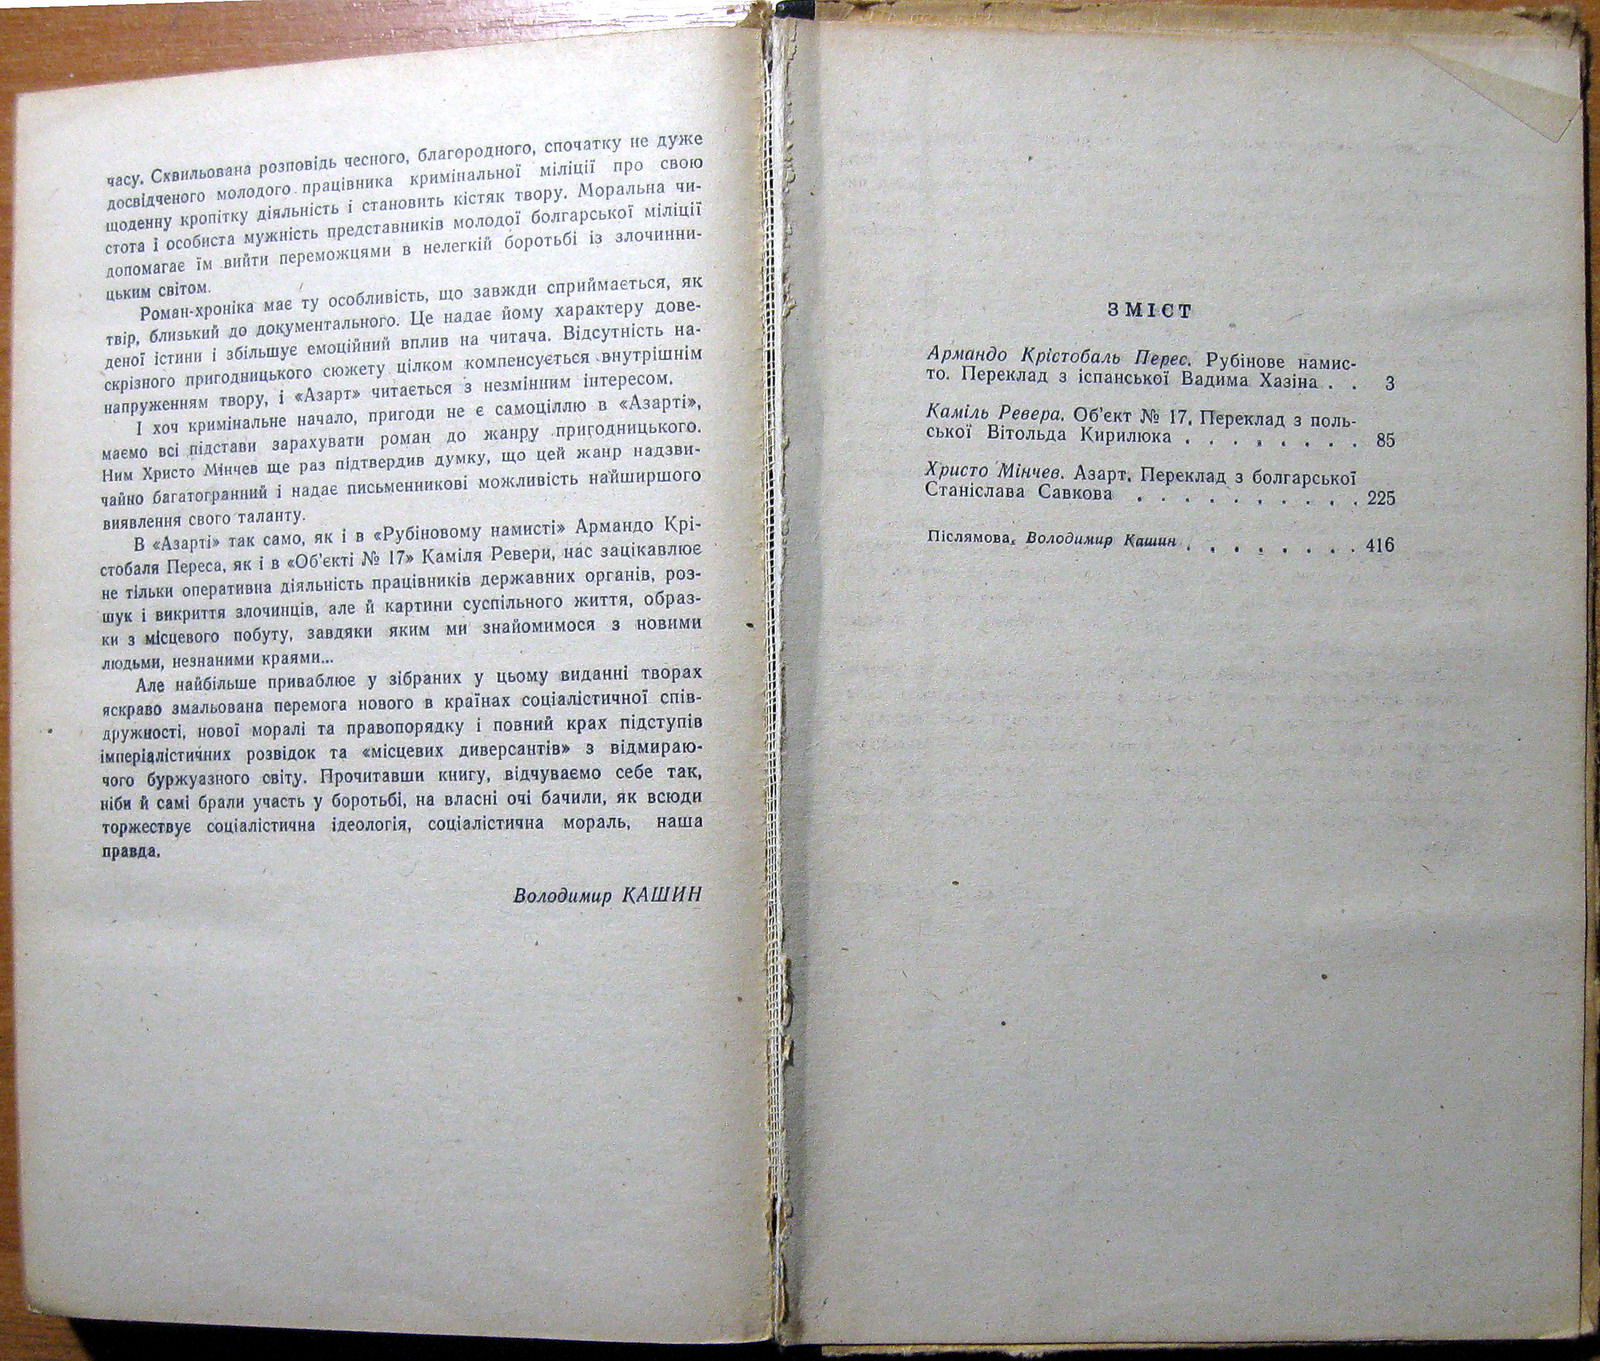 часу. Схвильована розповідь чесного, благородного, спочатку не дуже
досвідченого молодого працівника кримінальної міліції про свою
щоденну кропітку діяльність і становить кістяк твору. Моральна чи-
стота і особиста мужність представників молодої болгарської міліції
допомагає їм вийти переможцями в нелегкій боротьбі із злочинни-
цьким світом.
Роман-хроніка має ту особливість, що завжди сприймається, як
твір, близький до документального. Це надає йому характеру дове-
деної істини і збільшує емоційний вплив на читача. Відсутність на-
скрізного пригодницького сюжету цілком компенсується внутрішнім
напруженням твору, і «Азарт» читається з незмінним інтересом.
І хоч кримінальне начало, пригоди не є самоціллю в «Азарті»,
маємо всі підстави зарахувати роман до жанру пригодницького.
Ним Христо Мінчев ще раз підтвердив думку, що цей жанр надзви-
чайно багатогранний і надає письменникові можливість найширшого
виявлення свого таланту.
В «Азарті» так само, як і в «Рубіновому намисті» Армандо Крі-
стобаля Переса, як і в «Об'єкті № 17» Каміля Ревери, нас зацікавлює
не тільки оперативна діяльність працівників державних органів, роз-
шук і викриття злочинців, але й картини суспільного життя, образ-
ки з місцевого побуту, завдяки яким ми знайомимося з новими
людьми, незнаними краями...
Але найбільше приваблює у зібраних у цьому виданні творах
яскраво змальована перемога нового в країнах соціалістичної спів-
дружності, нової моралі та правопорядку і повний крах підступів
імперіалістичних розвідок та «місцевих диверсантів» з відмираю-
чого буржуазного світу. Прочитавши книгу, відчуваємо себе так,
ніби й самі брали участь у боротьбі, на власні очі бачили, як всюди
торжествує соціалістична ідеологія, соціалістична мораль, наша
правда.
Володимир КАШИН
ЗМІСТ
Армандо Крістобаль Перес. Рубінове намис-
то. Переклад з іспанської Вадима Хазіна . . 3
Каміль Ревера. Об'єкт № 17. Переклад з поль-
ської Вітольда Кирилюка . . . . . . . . 85
Христо Мінчев. Азарт. Переклад з болгарської
Станіслава Савкова . . . . . . . . . . 225
Післямова. Володимир Кашин . . . . . . . . 416